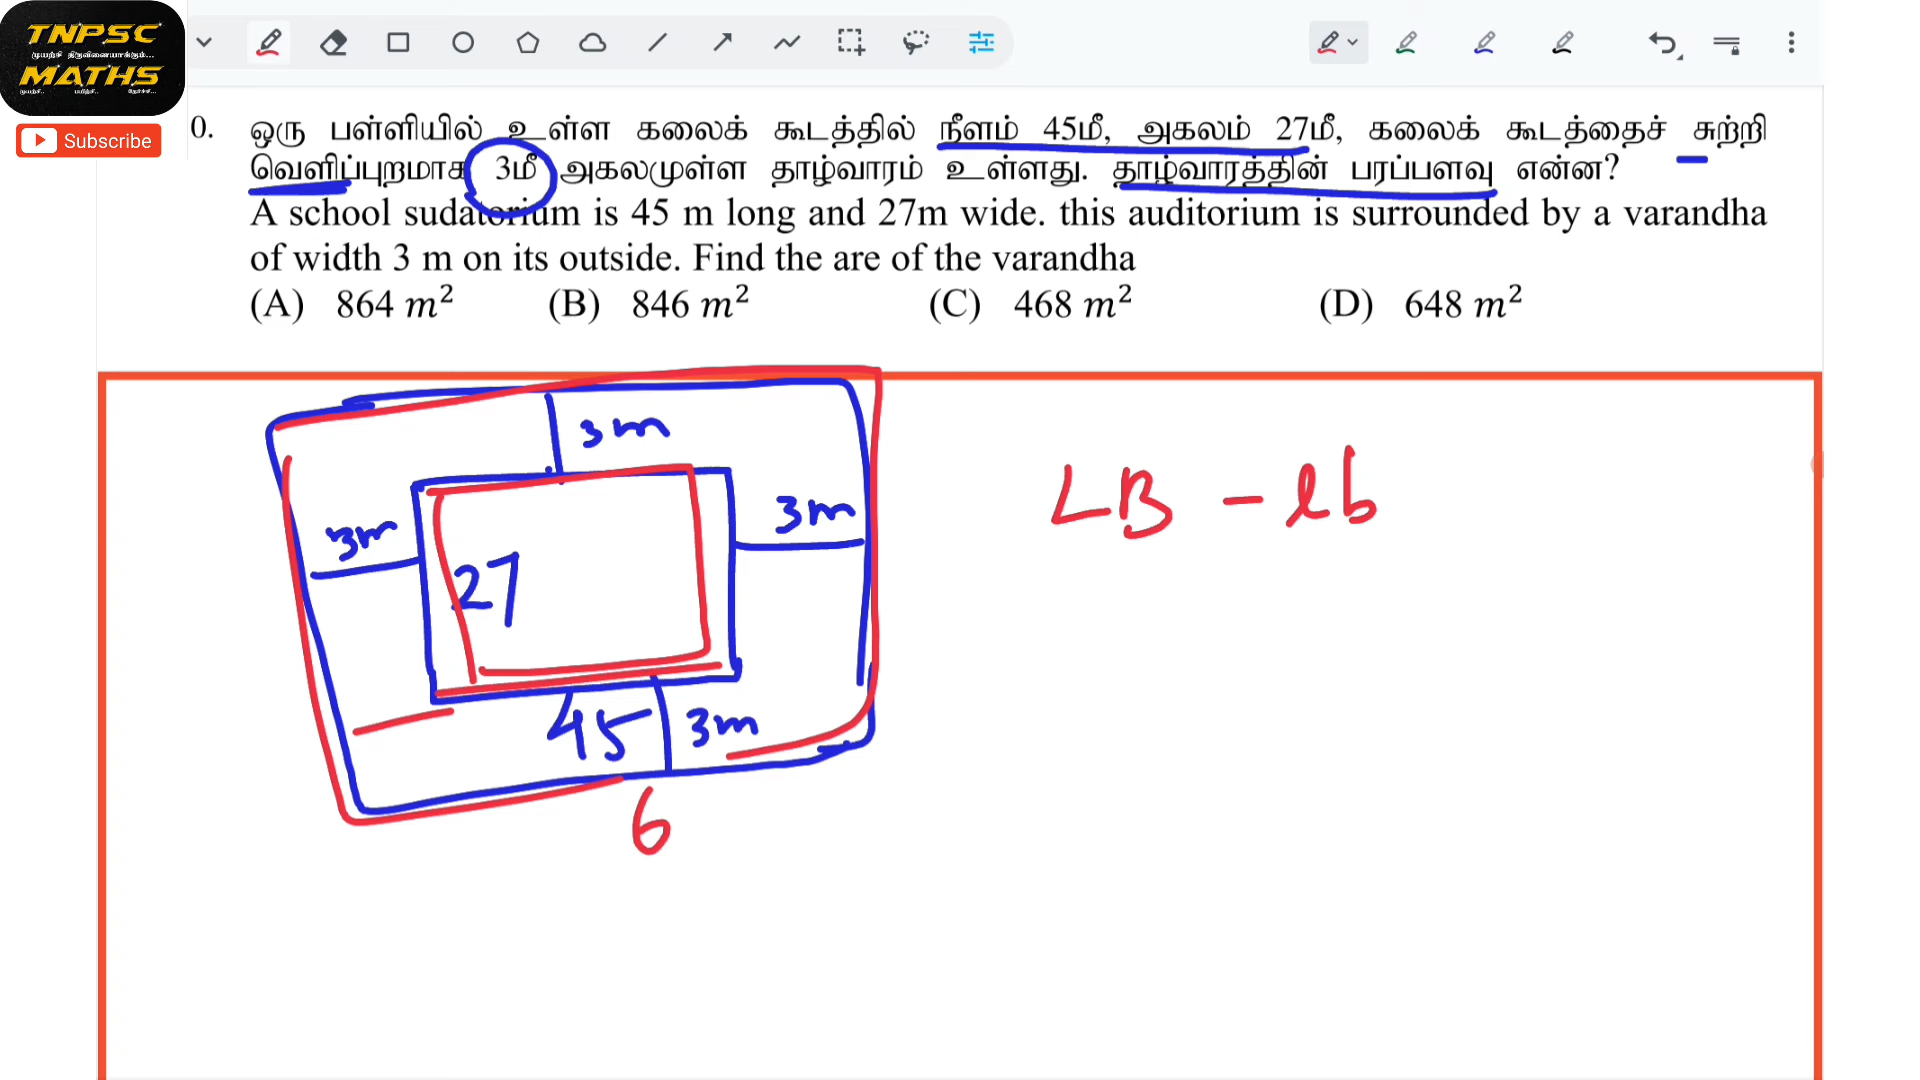 TNPSC
முயற்சி திருவினையாக்கும்...
MATHS
முயற்சி.. பயிற்சி.. தேர்ச்சி...
Subscribe
0. ஒரு பள்ளியில் உள்ள கலைக் கூடத்தில் நீளம் 45மீ, அகலம் 27மீ, கலைக் கூடத்தைச் சுற்றி
வெளிப்புறமாக 3மீ அகலமுள்ள தாழ்வாரம் உள்ளது. தாழ்வாரத்தின் பரப்பளவு என்ன?
A school sudatorium is 45 m long and 27m wide. this auditorium is surrounded by a varandha
of width 3 m on its outside. Find the are of the varandha
(A) 864 m² (B) 846 m² (C) 468 m² (D) 648 m²
3m
3m 3m
27
45 3m
6
LB - lb